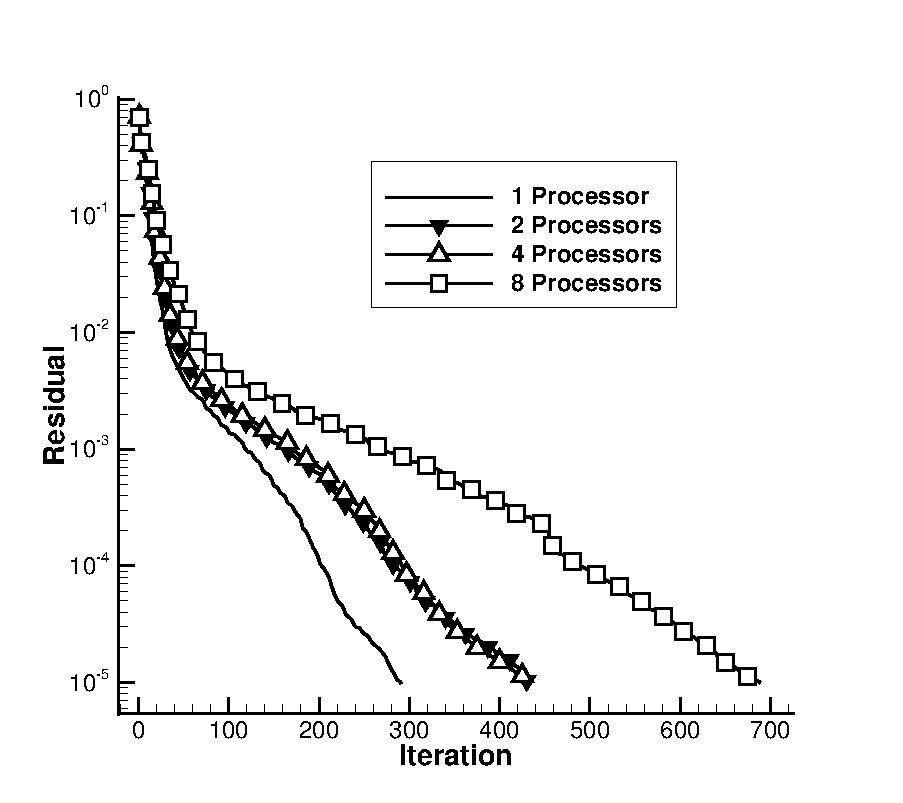 10^0
10^-1
10^-2
10^-3
10^-4
10^-5
Residual
1 Processor
2 Processors
4 Processors
8 Processors
0 100 200 300 400 500 600 700
Iteration